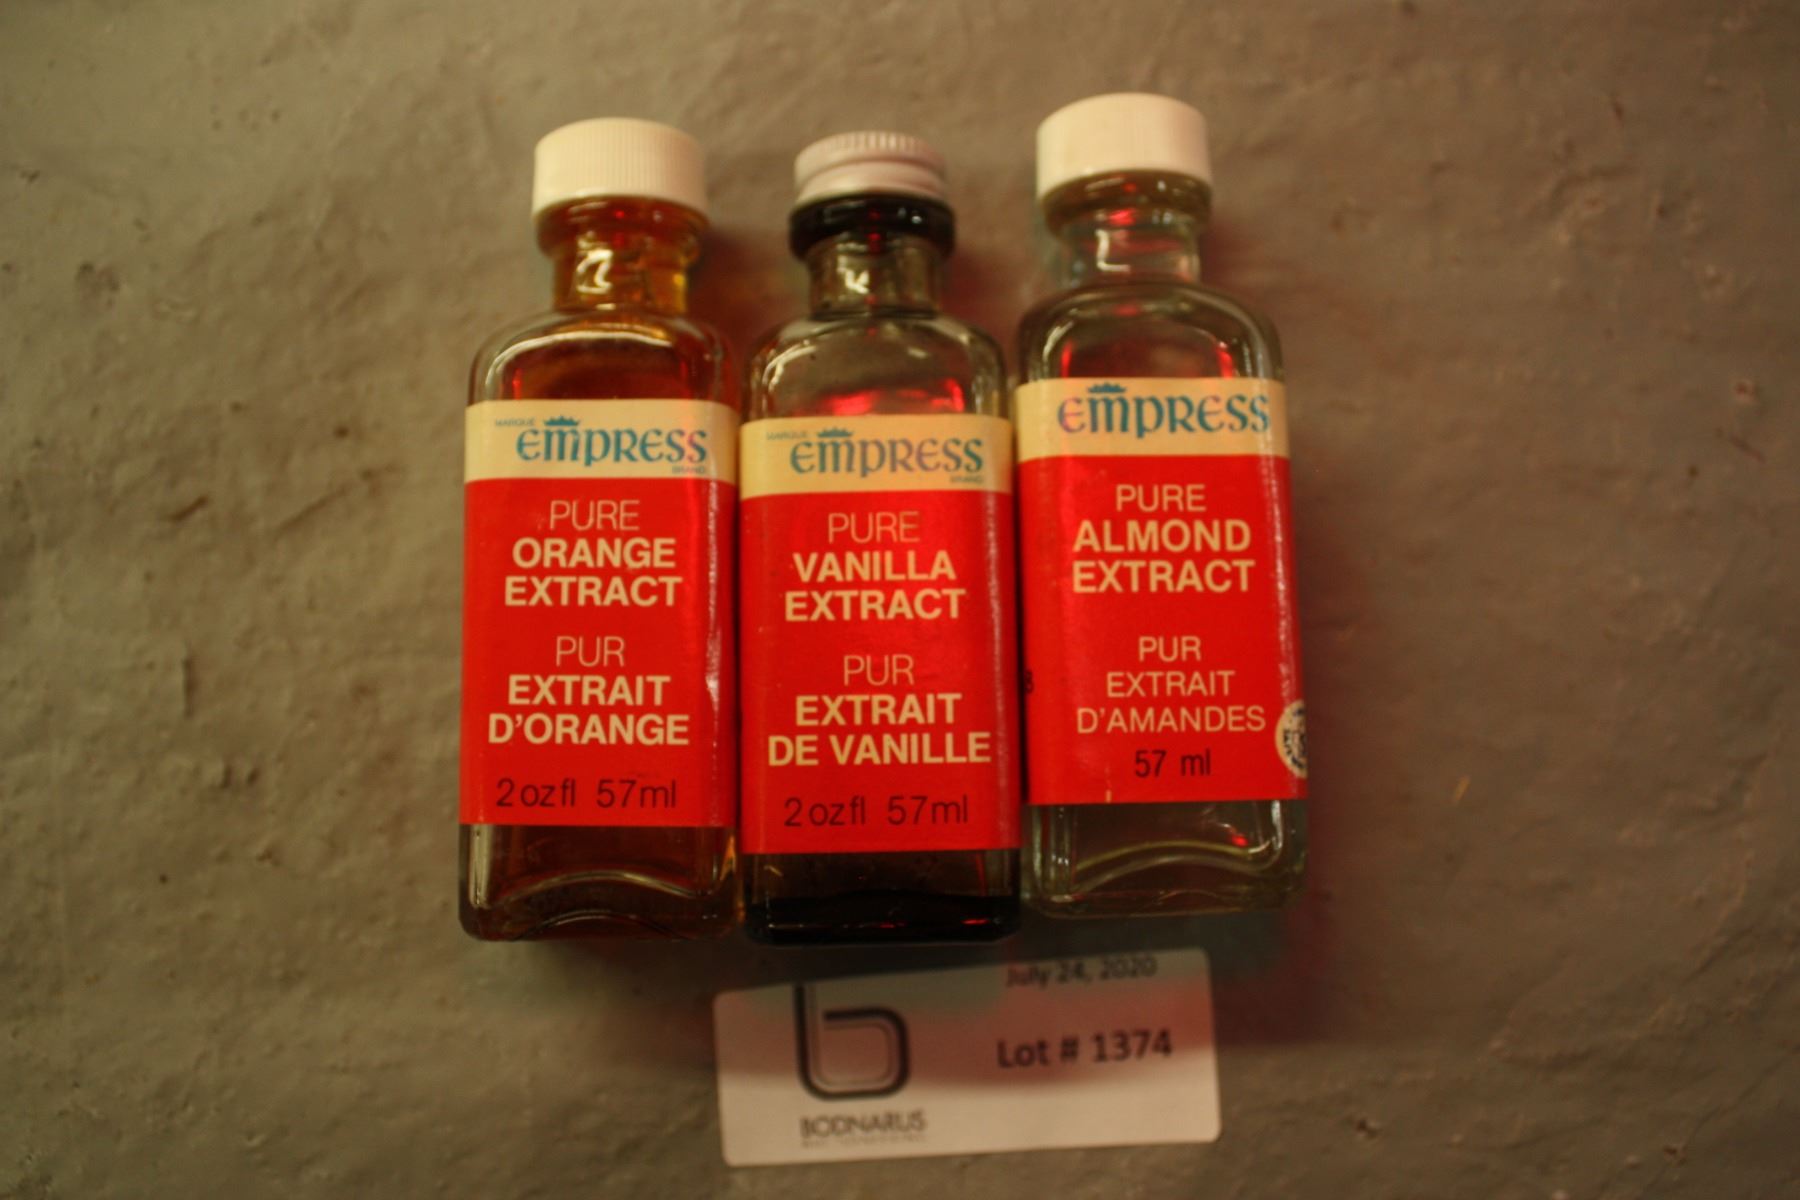 MARQUE
EMPRESS
BRAND
PURE
ORANGE
EXTRACT
PUR
EXTRAIT
D'ORANGE
2 oz fl 57ml
MARQUE
EMPRESS
BRAND
PURE
VANILLA
EXTRACT
PUR
EXTRAIT
DE VANILLE
2 oz fl 57ml
EMPRESS
PURE
ALMOND
EXTRACT
PUR
EXTRAIT
D'AMANDES
57 ml
July 24, 2020
Lot # 1374
BODNARUS